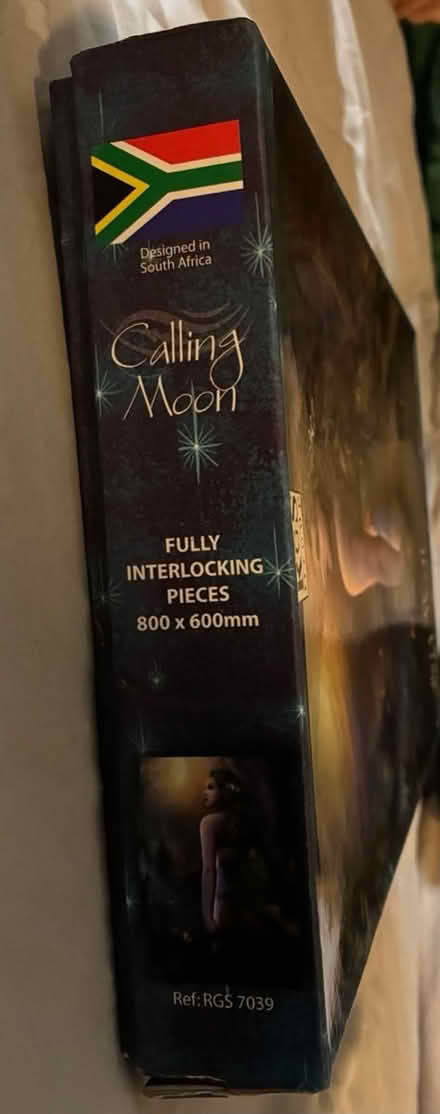 Designed in
South Africa
Calling
Moon
FULLY
INTERLOCKING
PIECES
800 x 600mm
Ref: RGS 7039